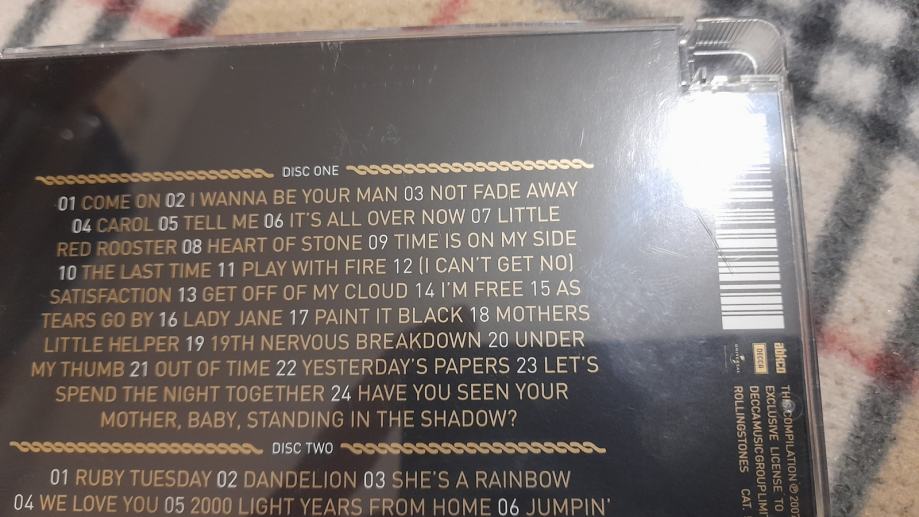 DISC ONE
01 COME ON 02 I WANNA BE YOUR MAN 03 NOT FADE AWAY
04 CAROL 05 TELL ME 06 IT'S ALL OVER NOW 07 LITTLE
RED ROOSTER 08 HEART OF STONE 09 TIME IS ON MY SIDE
10 THE LAST TIME 11 PLAY WITH FIRE 12 (I CAN'T GET NO)
SATISFACTION 13 GET OFF OF MY CLOUD 14 I'M FREE 15 AS
TEARS GO BY 16 LADY JANE 17 PAINT IT BLACK 18 MOTHERS
LITTLE HELPER 19 19TH NERVOUS BREAKDOWN 20 UNDER
MY THUMB 21 OUT OF TIME 22 YESTERDAY'S PAPERS 23 LET'S
SPEND THE NIGHT TOGETHER 24 HAVE YOU SEEN YOUR
MOTHER, BABY, STANDING IN THE SHADOW?
DISC TWO
01 RUBY TUESDAY 02 DANDELION 03 SHE'S A RAINBOW
04 WE LOVE YOU 05 2000 LIGHT YEARS FROM HOME 06 JUMPIN'
abkco
DECCA
UNIVERSAL
THIS COMPILATION ℗ 200
EXCLUSIVE LICENSE TO
DECCA MUSIC GROUP LIMI
ROLLINGSTONES CAT.